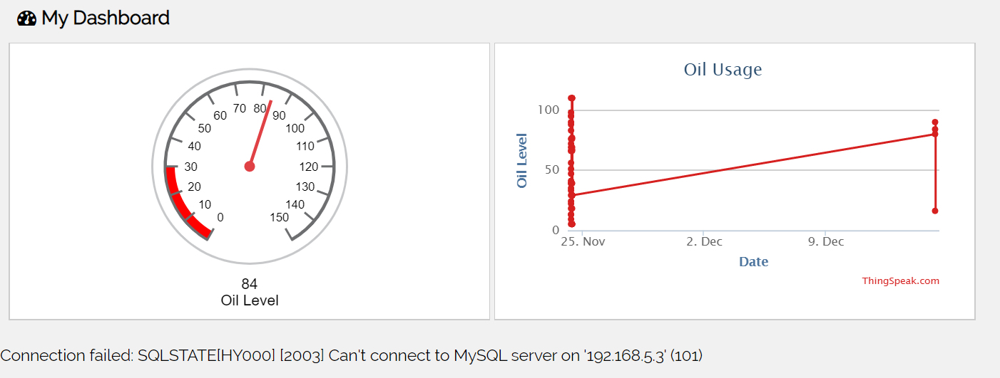 My Dashboard
0
10
20
30
40
50
60
70
80
90
100
110
120
130
140
150
84
Oil Level
Oil Usage
Oil Level
100
50
0
25. Nov
2. Dec
9. Dec
Date
ThingSpeak.com
Connection failed: SQLSTATE[HY000] [2003] Can't connect to MySQL server on '192.168.5.3' (101)